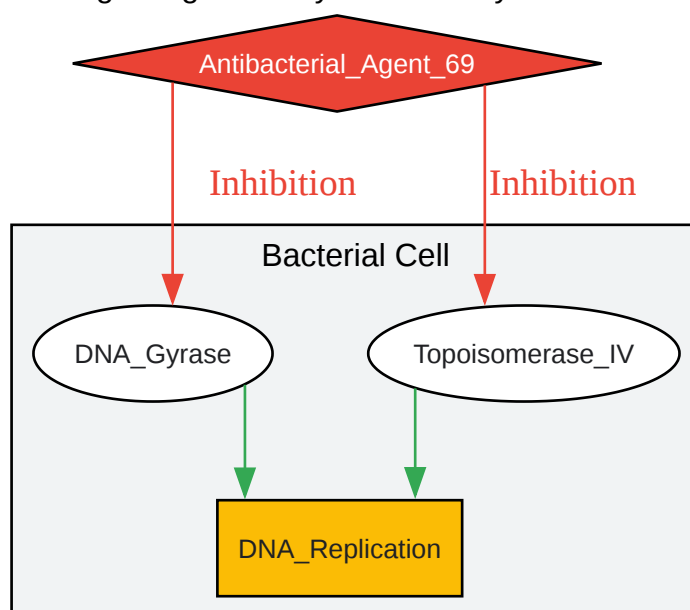 Antibacterial_Agent_69
Inhibition Inhibition
Bacterial Cell
DNA_Gyrase Topoisomerase_IV
DNA_Replication